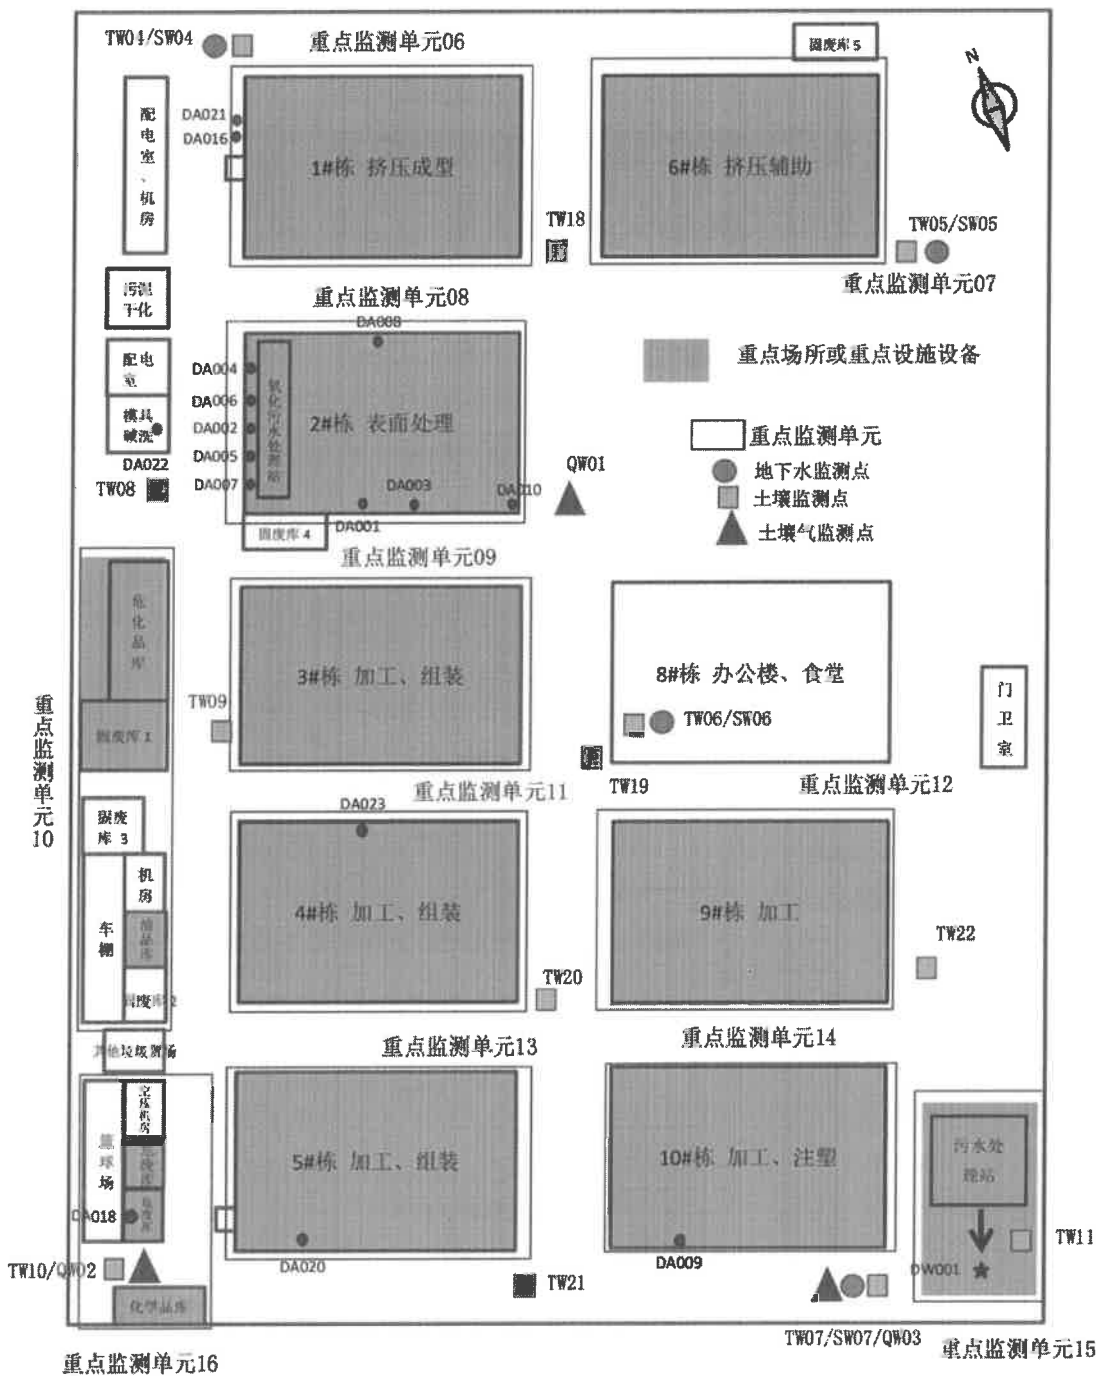 TW04/SW04
重点监测单元06
固废库5
N
配电室、机房
DA021
DA016
1#栋 挤压成型
6#栋 挤压辅助
TW18
TW05/SW05
重点监测单元07
污泥
干化
重点监测单元08
DA008
配电
室
模具
碱洗
DA022
TW08
DA004
DA006
DA002
DA005
DA007
氧化污水处理站
2#栋 表面处理
DA001
DA003
DA010
QW01
固废库4
重点监测单元09
重点场所或重点设施设备
重点监测单元
地下水监测点
土壤监测点
土壤气监测点
危化品库
固废库1
重点监测单元10
TW09
3#栋 加工、组装
8#栋 办公楼、食堂
TW06/SW06
门卫室
TW19
重点监测单元11
重点监测单元12
DA023
库 3
机房
车棚
油品库
4#栋 加工、组装
9#栋 加工
TW20
TW22
重点监测单元13
重点监测单元14
空压机房
篮球场
DA018
5#栋 加工、组装
10#栋 加工、注塑
污水处
理站
TW11
DW001
DA020
DA009
TW10/QW02
化学品库
TW21
TW07/SW07/QW03
重点监测单元15
重点监测单元16